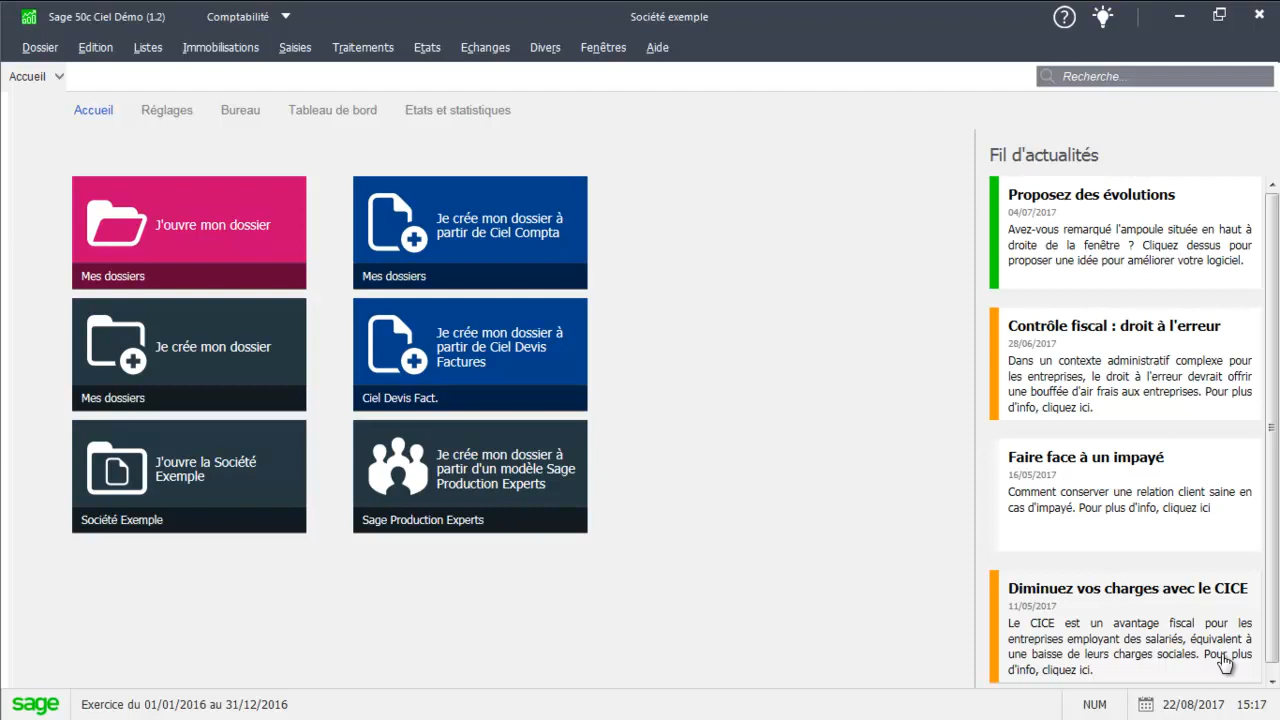 Sage 50c Ciel Démo (1.2)
Comptabilité
Société exemple
Dossier Edition Listes Immobilisations Saisies Traitements Etats Echanges Divers Fenêtres Aide
Accueil
Recherche...
Accueil Réglages Bureau Tableau de bord Etats et statistiques
J'ouvre mon dossier
Mes dossiers
Je crée mon dossier à
partir de Ciel Compta
Mes dossiers
Je crée mon dossier
Mes dossiers
Je crée mon dossier à
partir de Ciel Devis
Factures
Ciel Devis Fact.
J'ouvre la Société
Exemple
Société Exemple
Je crée mon dossier à
partir d'un modèle Sage
Production Experts
Sage Production Experts
Fil d'actualités
Proposez des évolutions
04/07/2017
Avez-vous remarqué l'ampoule située en haut à
droite de la fenêtre ? Cliquez dessus pour
proposer une idée pour améliorer votre logiciel.
Contrôle fiscal : droit à l'erreur
28/06/2017
Dans un contexte administratif complexe pour
les entreprises, le droit à l'erreur devrait offrir
une bouffée d'air frais aux entreprises. Pour plus
d'info, cliquez ici.
Faire face à un impayé
16/05/2017
Comment conserver une relation client saine en
cas d'impayé. Pour plus d'info, cliquez ici
Diminuez vos charges avec le CICE
11/05/2017
Le CICE est un avantage fiscal pour les
entreprises employant des salariés, équivalent à
une baisse de leurs charges sociales. Pour plus
d'info, cliquez ici.
sage
Exercice du 01/01/2016 au 31/12/2016
NUM
22/08/2017 15:17